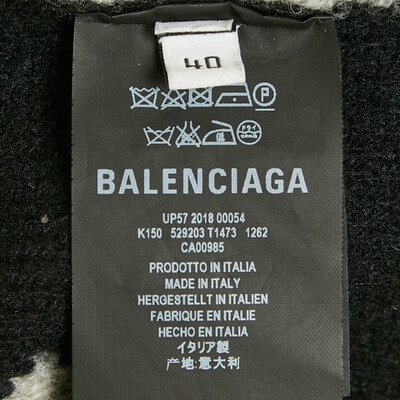 40
P
BALENCIAGA
UP57 2018 00054
K150 529203 T1473 1262
CA00985
PRODOTTO IN ITALIA
MADE IN ITALY
HERGESTELLT IN ITALIEN
FABRIQUE EN ITALIE
HECHO EN ITALIA
イタリア製
产地:意大利